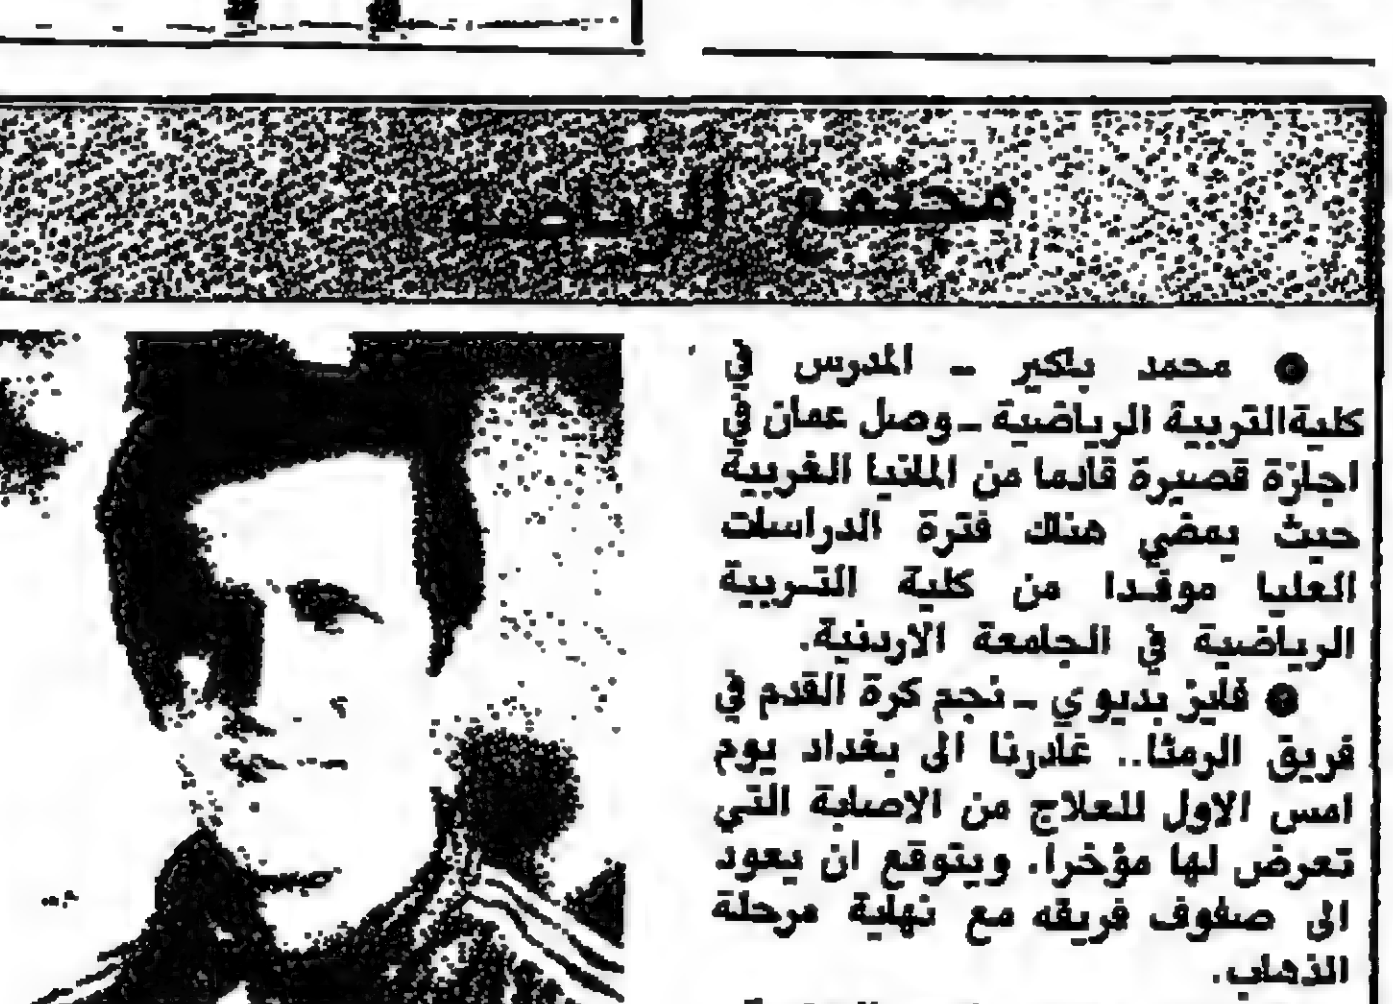 مجتمع الرياضة
● محمد باكير ـ المدرس في
كلية التربية الرياضية ـ وصل عمان في
اجازة قصيرة قادما من المانيا الغربية
حيث يمضي هناك فترة الدراسات
العليا موفدا من كلية التربية
الرياضية في الجامعة الاردنية.
● فايز بديوي ـ نجم كرة القدم في
فريق الرمثا.. غادرنا الى بغداد يوم
امس الاول للعلاج من الاصابة التي
تعرض لها مؤخرا. ويتوقع ان يعود
الى صفوف فريقه مع نهاية مرحلة
الذهاب.